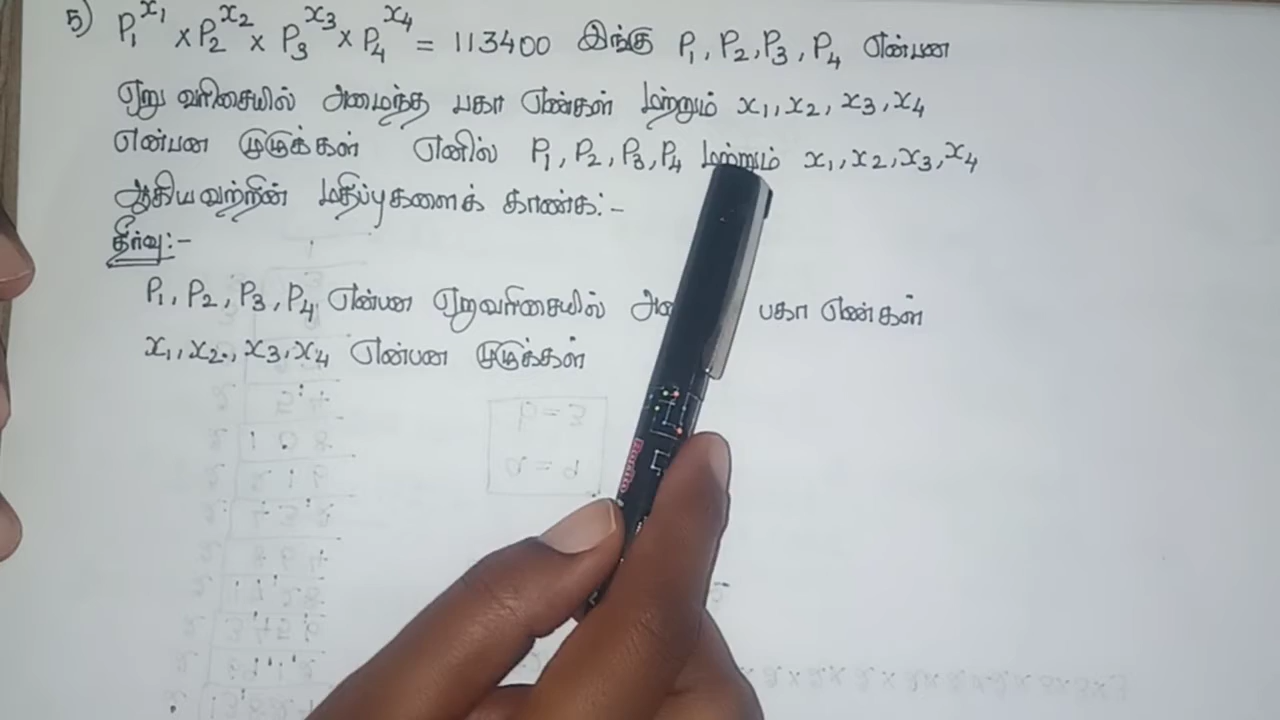 5) P₁^x₁ × P₂^x₂ × P₃^x₃ × P₄^x₄ = 113400 இங்கு P₁, P₂, P₃, P₄ என்பன
ஏறு வரிசையில் அமைந்த பகா எண்கள் மற்றும் x₁, x₂, x₃, x₄
என்பன முழுக்கள் எனில் P₁, P₂, P₃, P₄ மற்றும் x₁, x₂, x₃, x₄
ஆகியவற்றின் மதிப்புகளைக் காண்க:-
தீர்வு:-
P₁, P₂, P₃, P₄ என்பன ஏறுவரிசையில் பகா எண்கள்
x₁, x₂, x₃, x₄ என்பன முழுக்கள்